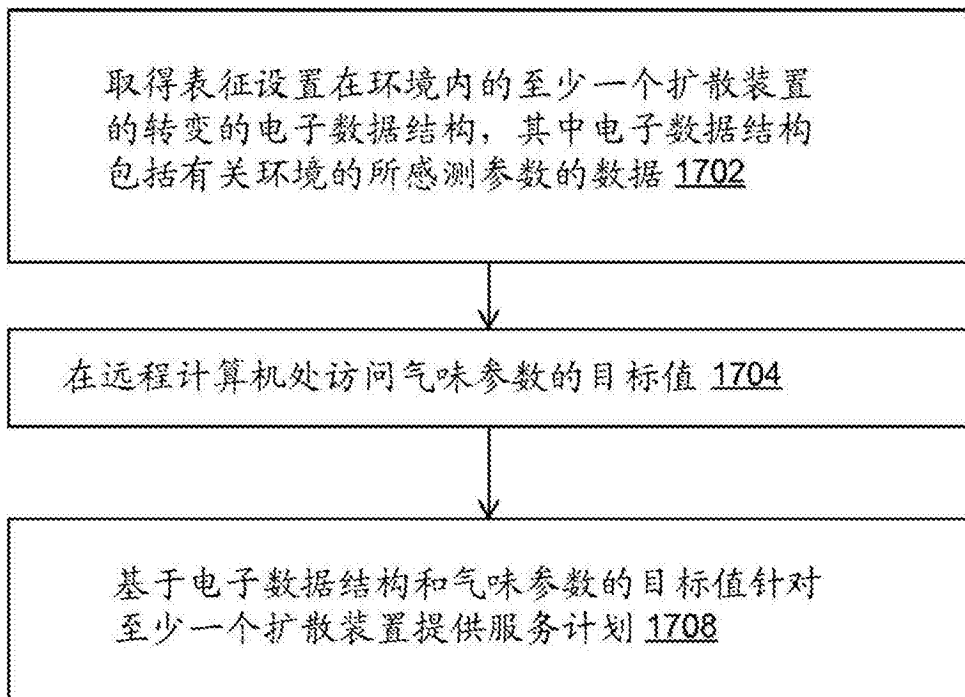 取得表征设置在环境内的至少一个扩散装置
的转变的电子数据结构，其中电子数据结构
包括有关环境的所感测参数的数据 1702
在远程计算机处访问气味参数的目标值 1704
基于电子数据结构和气味参数的目标值针对
至少一个扩散装置提供服务计划 1708